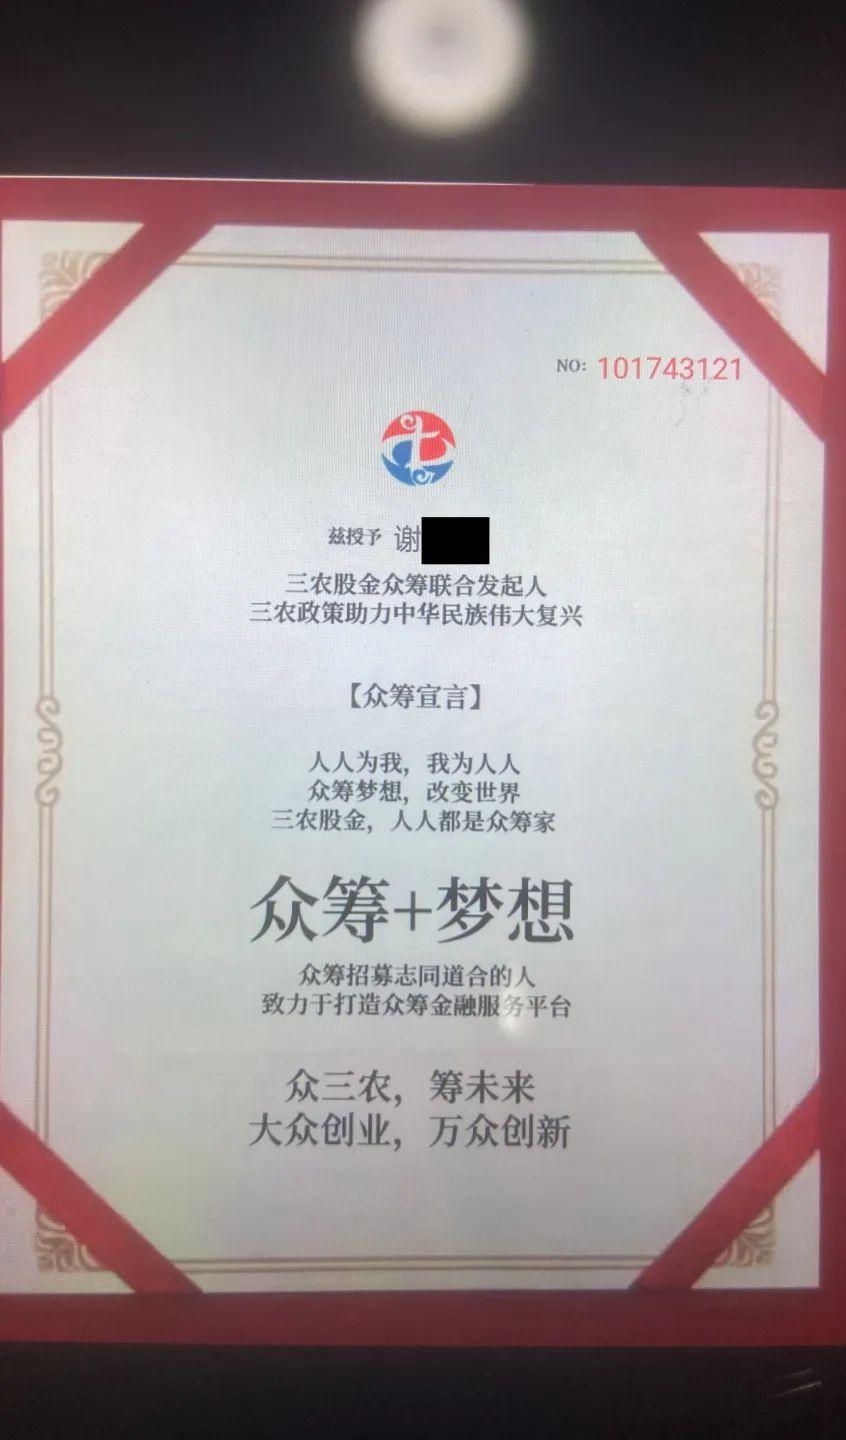 NO: 101743121
兹授予 谢
三农股金众筹联合发起人
三农政策助力中华民族伟大复兴
【众筹宣言】
人人为我，我为人人
众筹梦想，改变世界
三农股金，人人都是众筹家
众筹+梦想
众筹招募志同道合的人
致力于打造众筹金融服务平台
众三农，筹未来
大众创业，万众创新